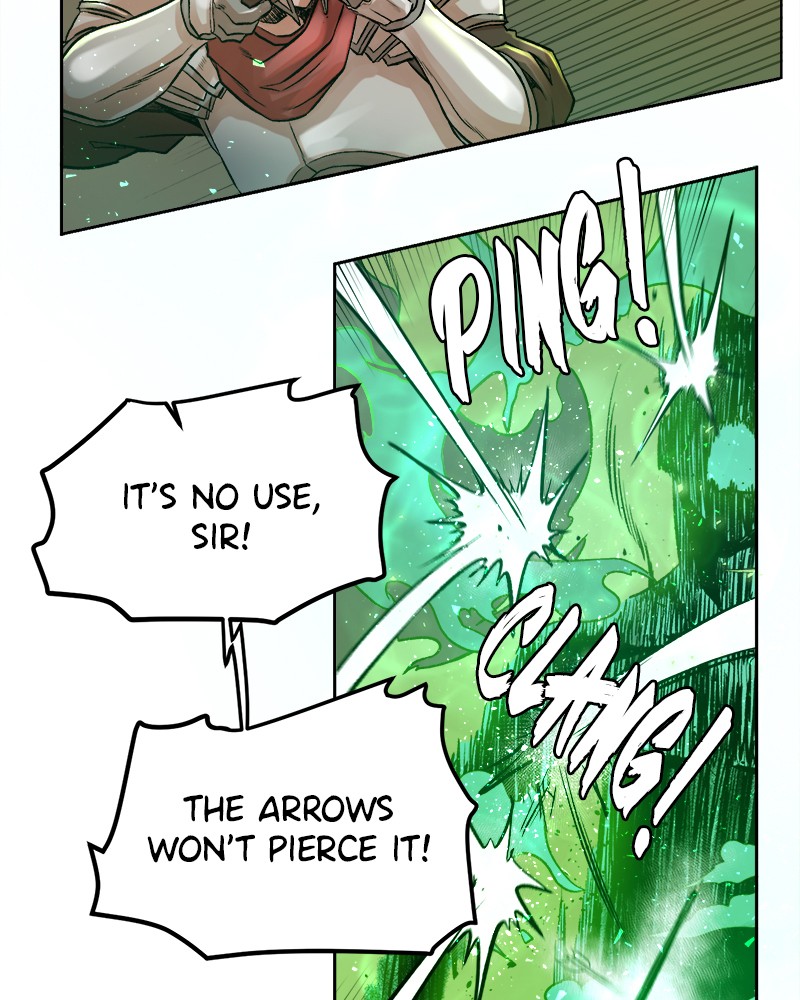 PING!
IT'S NO USE,
SIR!
CLANG!
THE ARROWS
WON'T PIERCE IT!